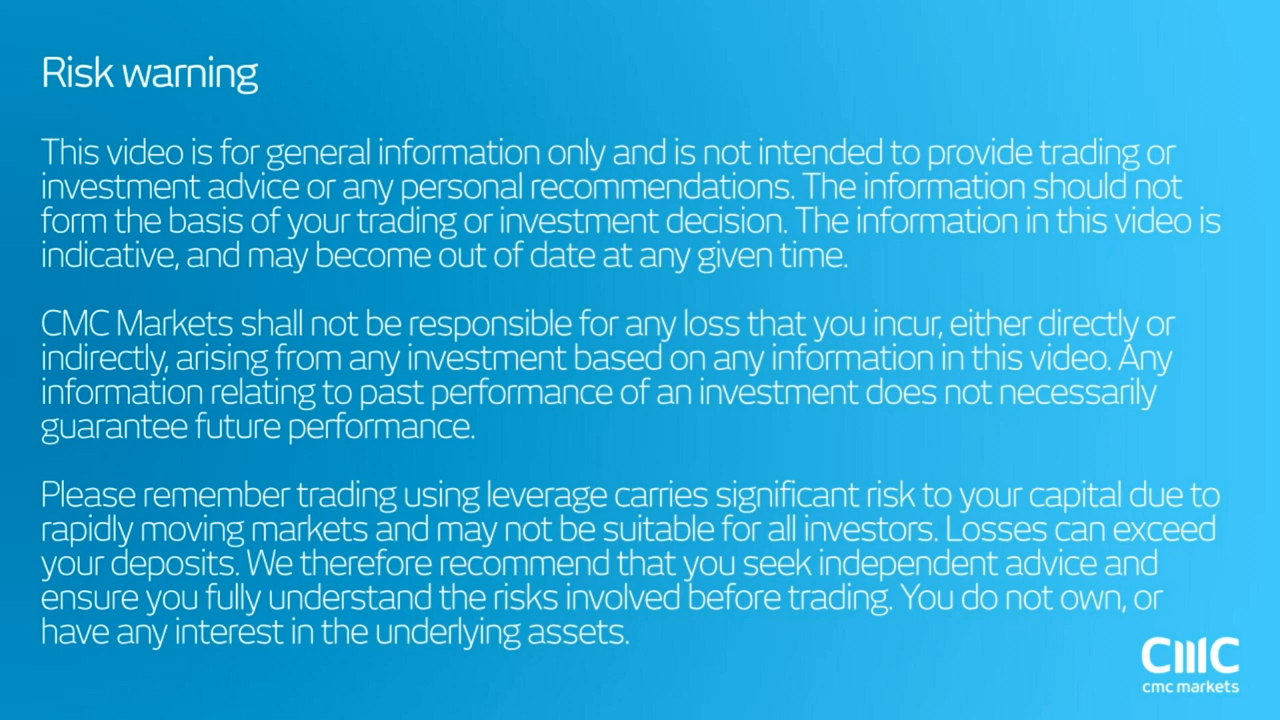 Risk warning
This video is for general information only and is not intended to provide trading or
investment advice or any personal recommendations. The information should not
form the basis of your trading or investment decision. The information in this video is
indicative, and may become out of date at any given time.
CMC Markets shall not be responsible for any loss that you incur, either directly or
indirectly, arising from any investment based on any information in this video. Any
information relating to past performance of an investment does not necessarily
guarantee future performance.
Please remember trading using leverage carries significant risk to your capital due to
rapidly moving markets and may not be suitable for all investors. Losses can exceed
your deposits. We therefore recommend that you seek independent advice and
ensure you fully understand the risks involved before trading. You do not own, or
have any interest in the underlying assets.
CMC
cmc markets